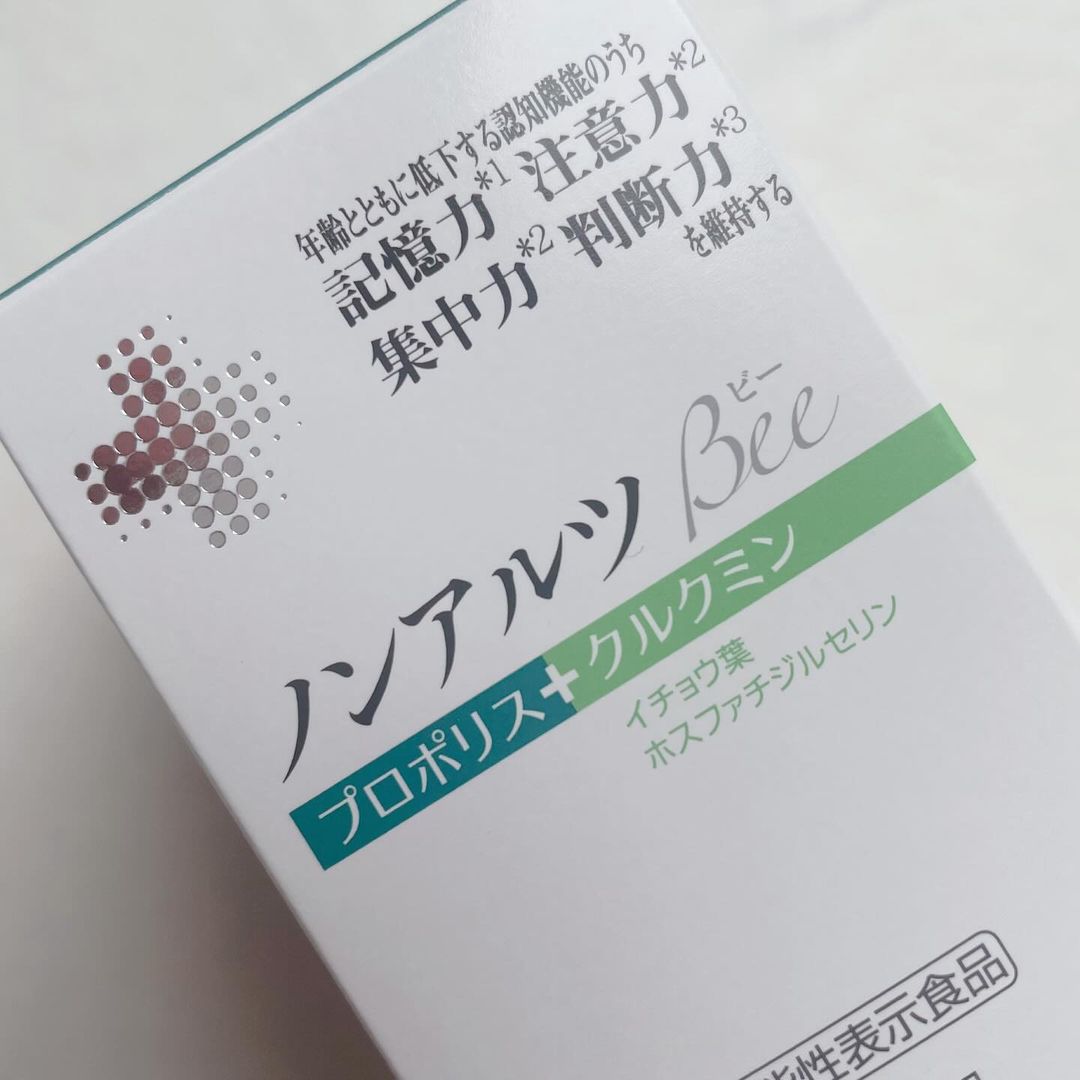 年齢とともに低下する認知機能のうち
記憶力*1 注意力*2
集中力*2 判断力*3
を維持する
ノンアルツ Bee ビー
プロポリス+クルクミン
イチョウ葉
ホスファチジルセリン
能性表示食品